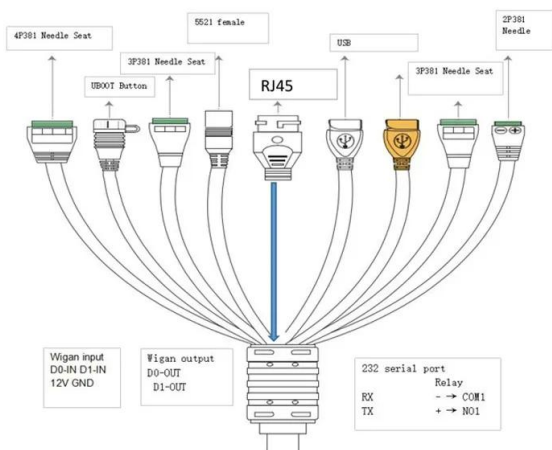 4P381 Needle Seat
UBOOT Button
3P381 Needle Seat
5521 female
RJ45
USB
3P381 Needle Seat
2P381
Needle
Wigan input
D0-IN D1-IN
12V GND
Wigan output
D0-OUT
D1-OUT
232 serial port
Relay
RX - → COM1
TX + → NO1